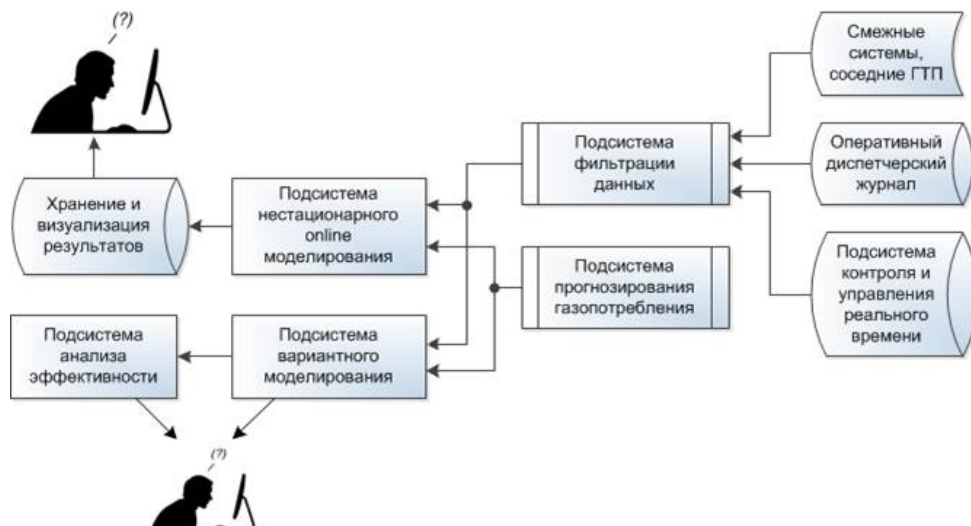 (?)
Смежные
системы,
соседние ГТП
Подсистема
фильтрации
данных
Оперативный
диспетчерский
журнал
Хранение и
визуализация
результатов
Подсистема
нестационарного
online
моделирования
Подсистема
прогнозирования
газопотребления
Подсистема
контроля и
управления
реального
времени
Подсистема
анализа
эффективности
Подсистема
вариантного
моделирования
(?)